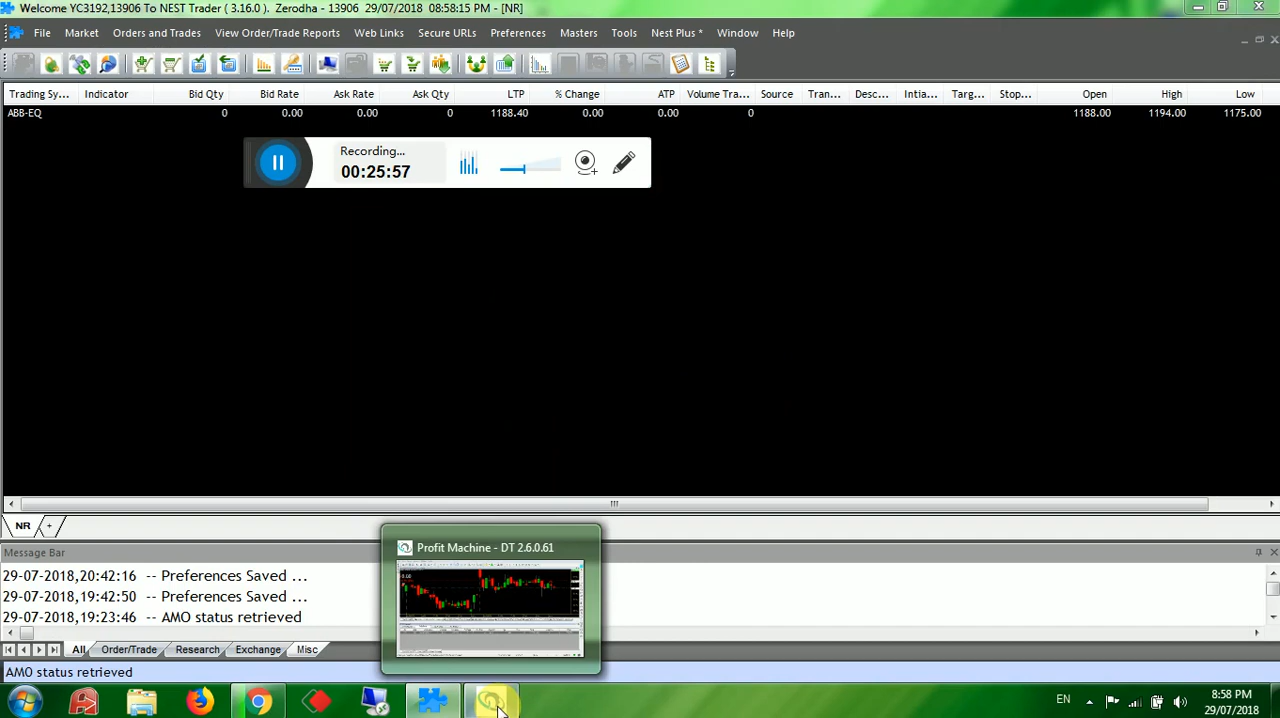 Welcome YC3192,13906 To NEST Trader ( 3.16.0 ). Zerodha - 13906 29/07/2018 08:58:15 PM - [NR]
File Market Orders and Trades View Order/Trade Reports Web Links Secure URLs Preferences Masters Tools Nest Plus * Window Help
Trading Sy... Indicator Bid Qty Bid Rate Ask Rate Ask Qty LTP % Change ATP Volume Tra... Source Tran... Desc... Intia... Targ... Stop... Open High Low
ABB-EQ 0 0.00 0.00 0 1188.40 0.00 0.00 0 1188.00 1194.00 1175.00
Recording...
00:25:57
NR +
Profit Machine - DT 2.6.0.61
Message Bar
29-07-2018,20:42:16 -- Preferences Saved ...
29-07-2018,19:42:50 -- Preferences Saved ...
29-07-2018,19:23:46 -- AMO status retrieved
All Order/Trade Research Exchange Misc
AMO status retrieved
EN 8:58 PM
29/07/2018